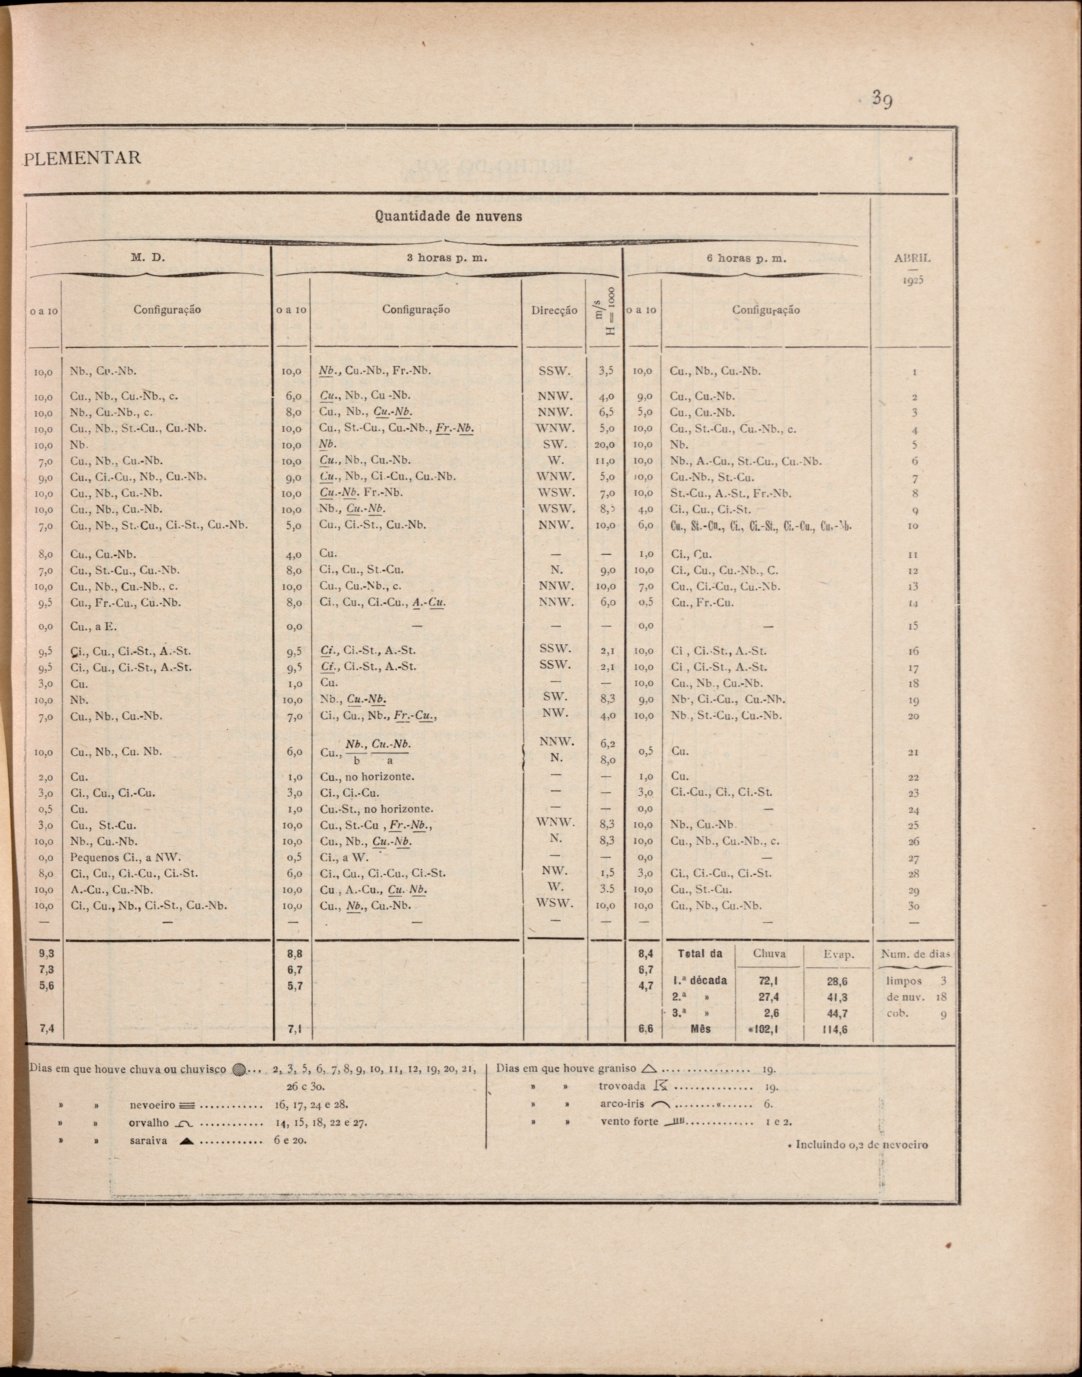 39
PLEMENTAR
Quantidade de nuvens
M. D. 3 horas p. m. 6 horas p. m. ABRIL
1925
0 a 10 Configuração 0 a 10 Configuração Direcção m/s H = 1000 0 a 10 Configuração
10,0 Nb., Cu.-Nb. 10,0 Nb., Cu.-Nb., Fr.-Nb. SSW. 3,5 10,0 Cu., Nb., Cu.-Nb. 1
10,0 Cu., Nb., Cu.-Nb., c. 6,0 Cu., Nb., Cu -Nb. NNW. 4,0 9,0 Cu., Cu.-Nb. 2
10,0 Nb., Cu.-Nb., c. 8,0 Cu., Nb., Cu.-Nb. NNW. 6,5 5,0 Cu., Cu.-Nb. 3
10,0 Cu., Nb., St.-Cu., Cu.-Nb. 10,0 Cu., St.-Cu., Cu.-Nb., Fr.-Nb. WNW. 5,0 10,0 Cu., St.-Cu., Cu.-Nb., c. 4
10,0 Nb. 10,0 Nb. SW. 20,0 10,0 Nb. 5
7,0 Cu., Nb., Cu.-Nb. 10,0 Cu., Nb., Cu.-Nb. W. 11,0 10,0 Nb., A.-Cu., St.-Cu., Cu.-Nb. 6
9,0 Cu., Ci.-Cu., Nb., Cu.-Nb. 9,0 Cu., Nb., Ci.-Cu., Cu.-Nb. WNW. 5,0 10,0 Cu.-Nb., St.-Cu. 7
10,0 Cu., Nb., Cu.-Nb. 10,0 Cu.-Nb. Fr.-Nb. WSW. 7,0 10,0 St.-Cu., A.-St., Fr.-Nb. 8
10,0 Cu., Nb., Cu.-Nb. 10,0 Nb., Cu.-Nb. WSW. 8,3 4,0 Ci., Cu., Ci.-St. 9
7,0 Cu., Nb., St.-Cu., Ci.-St., Cu.-Nb. 5,0 Cu., Ci.-St., Cu.-Nb. NNW. 10,0 6,0 Cu., St.-Cu., Ci., Ci.-St., Ci.-Cu., Cu.-Nb. 10
8,0 Cu., Cu.-Nb. 4,0 Cu. — — 1,0 Ci., Cu. 11
7,0 Cu., St.-Cu., Cu.-Nb. 8,0 Ci., Cu., St.-Cu. N. 9,0 10,0 Ci., Cu., Cu.-Nb., C. 12
10,0 Cu., Nb., Cu.-Nb., c. 10,0 Cu., Cu.-Nb., c. NNW. 10,0 7,0 Cu., Ci.-Cu., Cu.-Nb. 13
9,5 Cu., Fr.-Cu., Cu.-Nb. 8,0 Ci., Cu., Ci.-Cu., A.-Cu. NNW. 6,0 0,5 Cu., Fr.-Cu. 14
0,0 Cu., a E. 0,0 — — — 0,0 — 15
9,5 Ci., Cu., Ci.-St., A.-St. 9,5 Ci., Ci.-St., A.-St. SSW. 2,1 10,0 Ci , Ci.-St., A.-St. 16
9,5 Ci., Cu., Ci.-St., A.-St. 9,5 Ci., Ci.-St., A.-St. SSW. 2,1 10,0 Ci , Ci.-St., A.-St. 17
3,0 Cu. 1,0 Cu. — — 10,0 Cu., Nb., Cu.-Nb. 18
10,0 Nb. 10,0 Nb., Cu.-Nb. SW. 8,3 9,0 Nb., Ci.-Cu., Cu.-Nb. 19
7,0 Cu., Nb., Cu.-Nb. 7,0 Ci., Cu., Nb., Fr.-Cu., NW. 4,0 10,0 Nb., St.-Cu., Cu.-Nb. 20
10,0 Cu., Nb., Cu. Nb. 6,0 Cu., Nb., Cu.-Nb. NNW. 6,2 0,5 Cu. 21
b a N. 8,0
2,0 Cu. 1,0 Cu., no horizonte. — — 1,0 Cu. 22
3,0 Ci., Cu., Ci.-Cu. 3,0 Ci., Ci.-Cu. — — 3,0 Ci.-Cu., Ci., Ci.-St. 23
0,5 Cu. 1,0 Cu.-St., no horizonte. — — 0,0 — 24
3,0 Cu., St.-Cu. 10,0 Cu., St.-Cu , Fr.-Nb., WNW. 8,3 10,0 Nb., Cu.-Nb 25
10,0 Nb., Cu.-Nb. 10,0 Cu., Nb., Cu.-Nb. N. 8,3 10,0 Cu., Nb., Cu.-Nb., c. 26
0,0 Pequenos Ci., a NW. 0,5 Ci., a W. — — 0,0 — 27
8,0 Ci., Cu., Ci.-Cu., Ci.-St. 6,0 Ci., Cu., Ci.-Cu., Ci.-St. NW. 1,5 3,0 Ci., Ci.-Cu., Ci.-St. 28
10,0 A.-Cu., Cu.-Nb. 10,0 Cu , A.-Cu., Cu. Nb. W. 3.5 10,0 Cu., St.-Cu. 29
10,0 Ci., Cu., Nb., Ci.-St., Cu.-Nb. 10,0 Cu., Nb., Cu.-Nb. WSW. 10,0 10,0 Cu., Nb., Cu.-Nb. 30
— — — — — — — — —
9,3 8,8 8,4 Total da Chuva Evap. Num. de dias
7,3 6,7 6,7
5,6 5,7 4,7 1.ª década 72,1 28,6 limpos 3
2.ª » 27,4 41,3 de nuv. 18
3.ª » 2,6 44,7 cob. 9
7,4 7,1 6,6 Mês *102,1 114,6
Dias em que houve chuva ou chuvisco ... 2, 3, 5, 6, 7, 8, 9, 10, 11, 12, 19, 20, 21,
26 e 30.
» » nevoeiro ............ 16, 17, 24 e 28.
» » orvalho ............ 14, 15, 18, 22 e 27.
» » saraiva ............ 6 e 20.
Dias em que houve graniso ................ 19.
» » trovoada ............... 19.
» » arco-iris ............... 6.
» » vento forte ............. 1 e 2.
* Incluindo 0,2 de nevoeiro